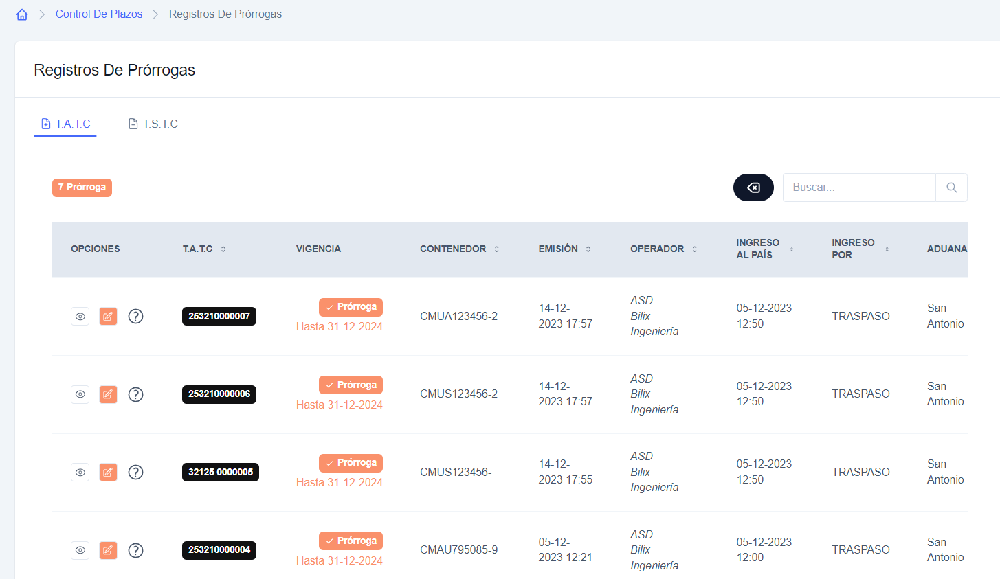 Control De Plazos Registros De Prórrogas
Registros De Prórrogas
T.A.T.C T.S.T.C
7 Prórroga Buscar...
OPCIONES T.A.T.C VIGENCIA CONTENEDOR EMISIÓN OPERADOR INGRESO AL PAÍS INGRESO POR ADUANA
253210000007 Prórroga Hasta 31-12-2024 CMUA123456-2 14-12-2023 17:57 ASD Bilix Ingeniería 05-12-2023 12:50 TRASPASO San Antonio
253210000006 Prórroga Hasta 31-12-2024 CMUS123456-2 14-12-2023 17:57 ASD Bilix Ingeniería 05-12-2023 12:50 TRASPASO San Antonio
32125 0000005 Prórroga Hasta 31-12-2024 CMUS123456- 14-12-2023 17:55 ASD Bilix Ingeniería 05-12-2023 12:50 TRASPASO San Antonio
253210000004 Prórroga Hasta 31-12-2024 CMAU795085-9 05-12-2023 12:21 ASD Bilix Ingeniería 05-12-2023 12:00 TRASPASO San Antonio